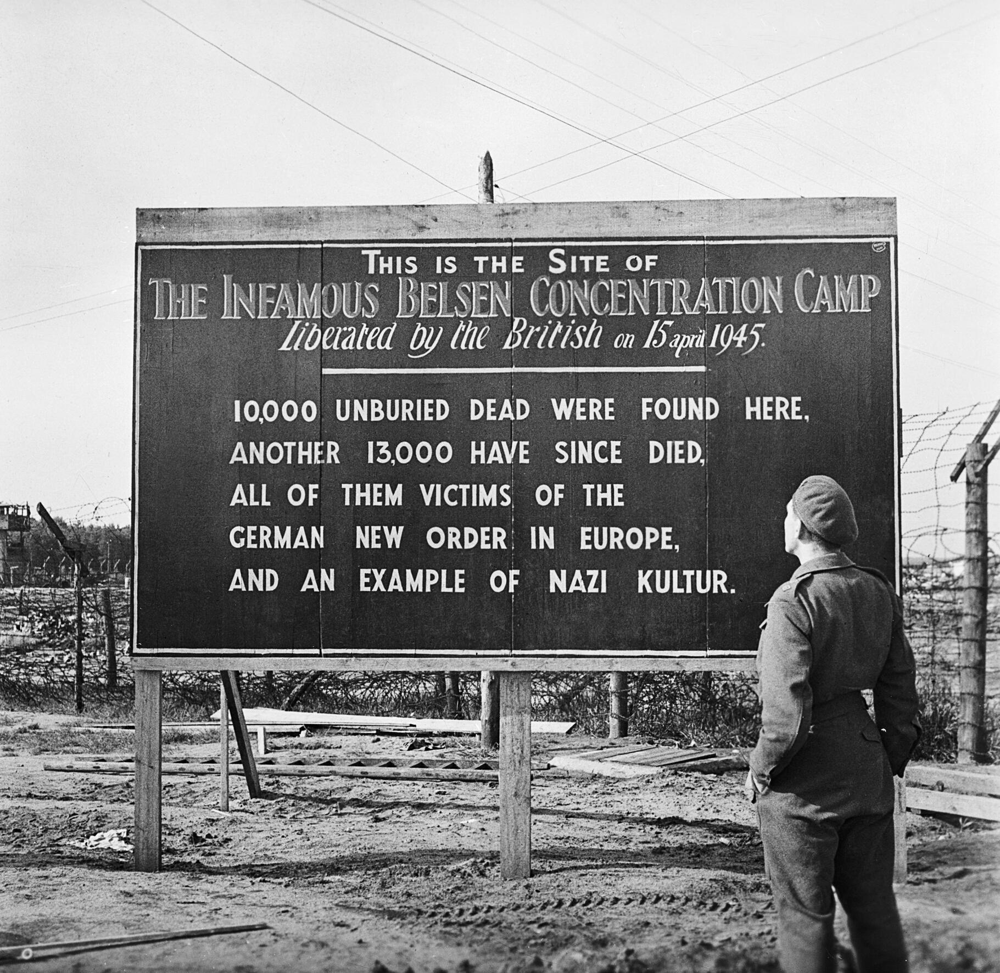 THIS IS THE SITE OF
THE INFAMOUS BELSEN CONCENTRATION CAMP
Liberated by the British on 15 april 1945.
10,000 UNBURIED DEAD WERE FOUND HERE,
ANOTHER 13,000 HAVE SINCE DIED,
ALL OF THEM VICTIMS OF THE
GERMAN NEW ORDER IN EUROPE,
AND AN EXAMPLE OF NAZI KULTUR.